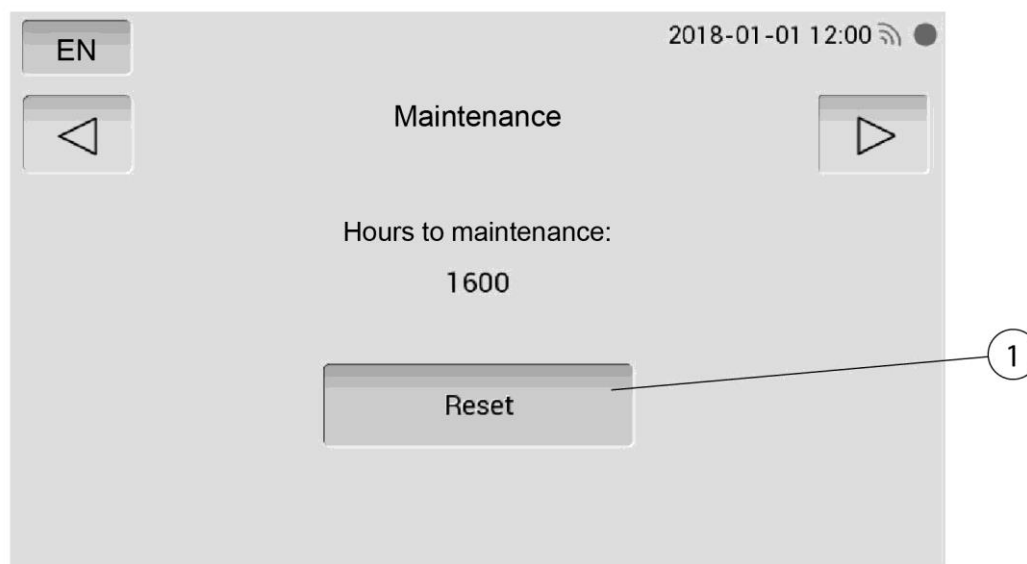 EN
2018-01-01 12:00
Maintenance
Hours to maintenance:
1600
Reset
1